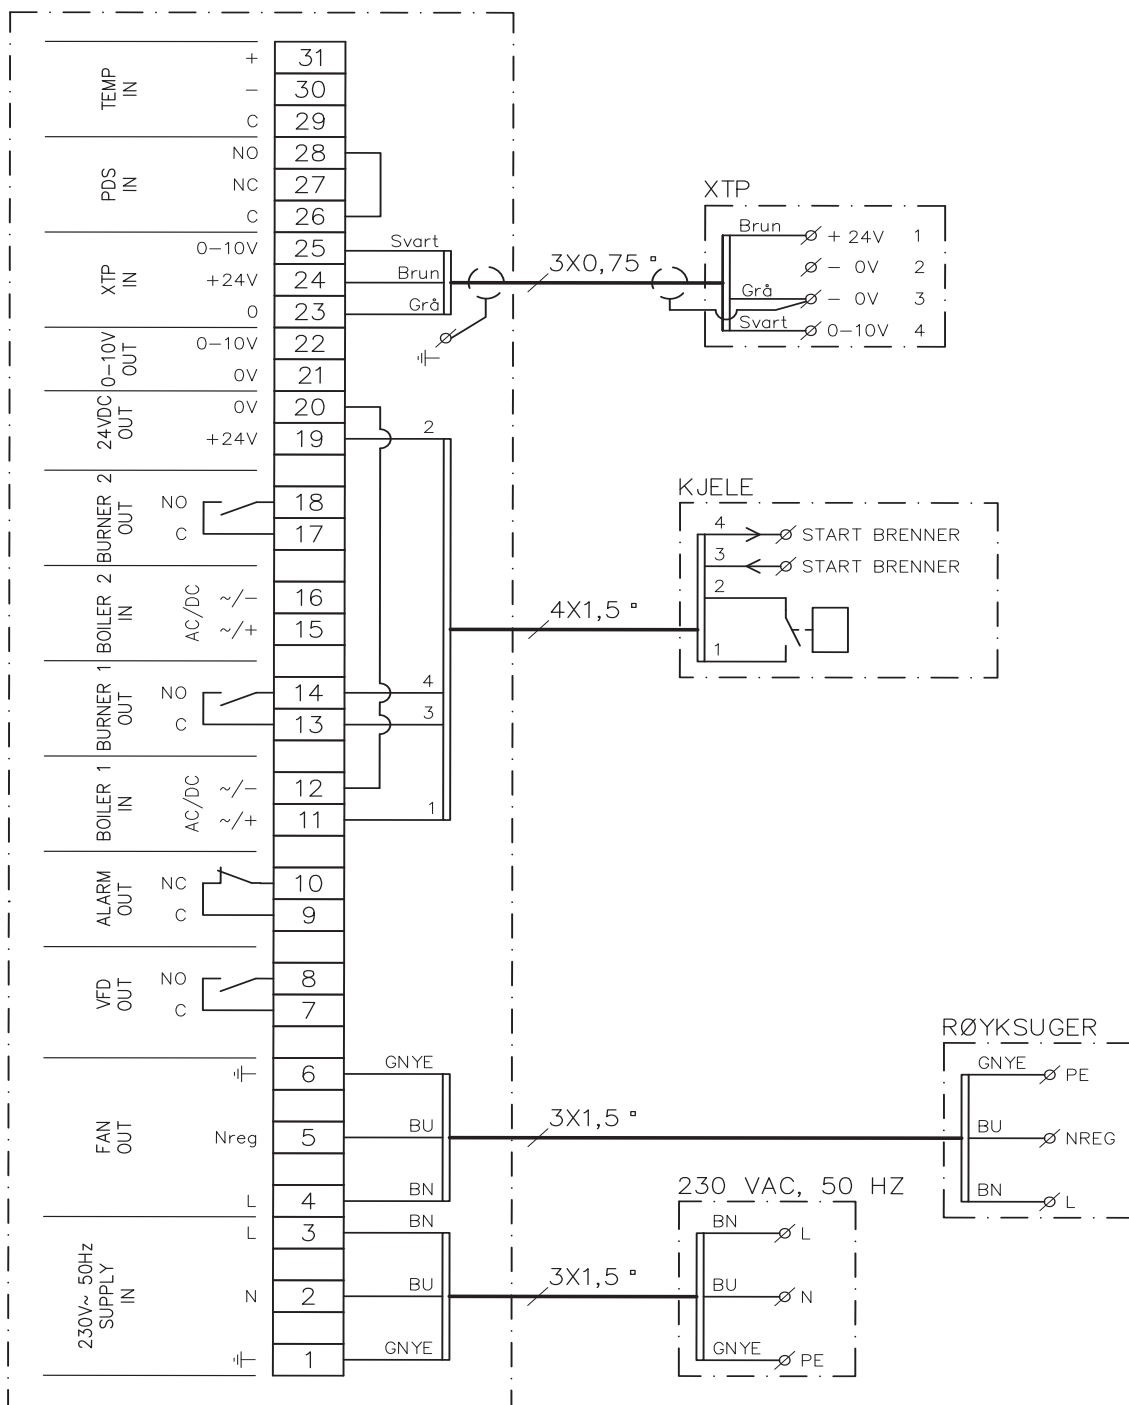 TEMP
IN
+
31
-
30
C
29
PDS
IN
NO
28
NC
27
C
26
XTP
IN
0-10V
25
Svart
+24V
24
Brun
0
23
Grå
3X0,75
XTP
Brun
+ 24V 1
- 0V 2
Grå
- 0V 3
Svart
0-10V 4
0-10V
OUT
0-10V
22
0V
21
24VDC
OUT
0V
20
+24V
19
2
BURNER 2
OUT
NO
18
C
17
BOILER 2
IN
AC/DC
~/-
16
~/+
15
4X1,5
KJELE
4
START BRENNER
3
START BRENNER
2
1
BURNER 1
OUT
NO
14
4
C
13
3
BOILER 1
IN
AC/DC
~/-
12
~/+
11
1
ALARM
OUT
NC
10
C
9
VFD
OUT
NO
8
C
7
FAN
OUT
6
GNYE
Nreg
5
BU
L
4
BN
3X1,5
RØYKSUGER
GNYE
PE
BU
NREG
BN
L
230V~ 50Hz
SUPPLY
IN
L
3
BN
N
2
BU
1
GNYE
3X1,5
230 VAC, 50 HZ
BN
L
BU
N
GNYE
PE